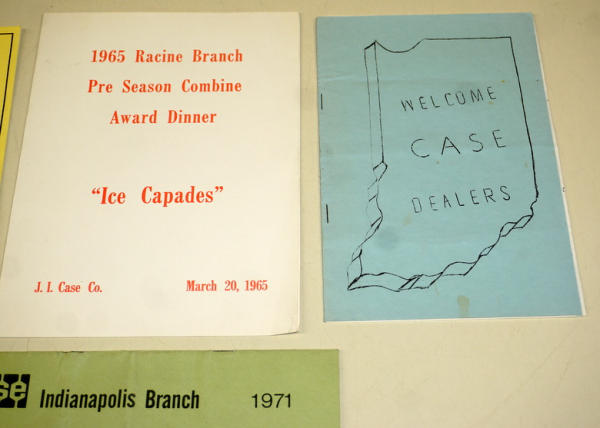 1965 Racine Branch
Pre Season Combine
Award Dinner
"Ice Capades"
J. I. Case Co. March 20, 1965
WELCOME
CASE
DEALERS
Indianapolis Branch 1971